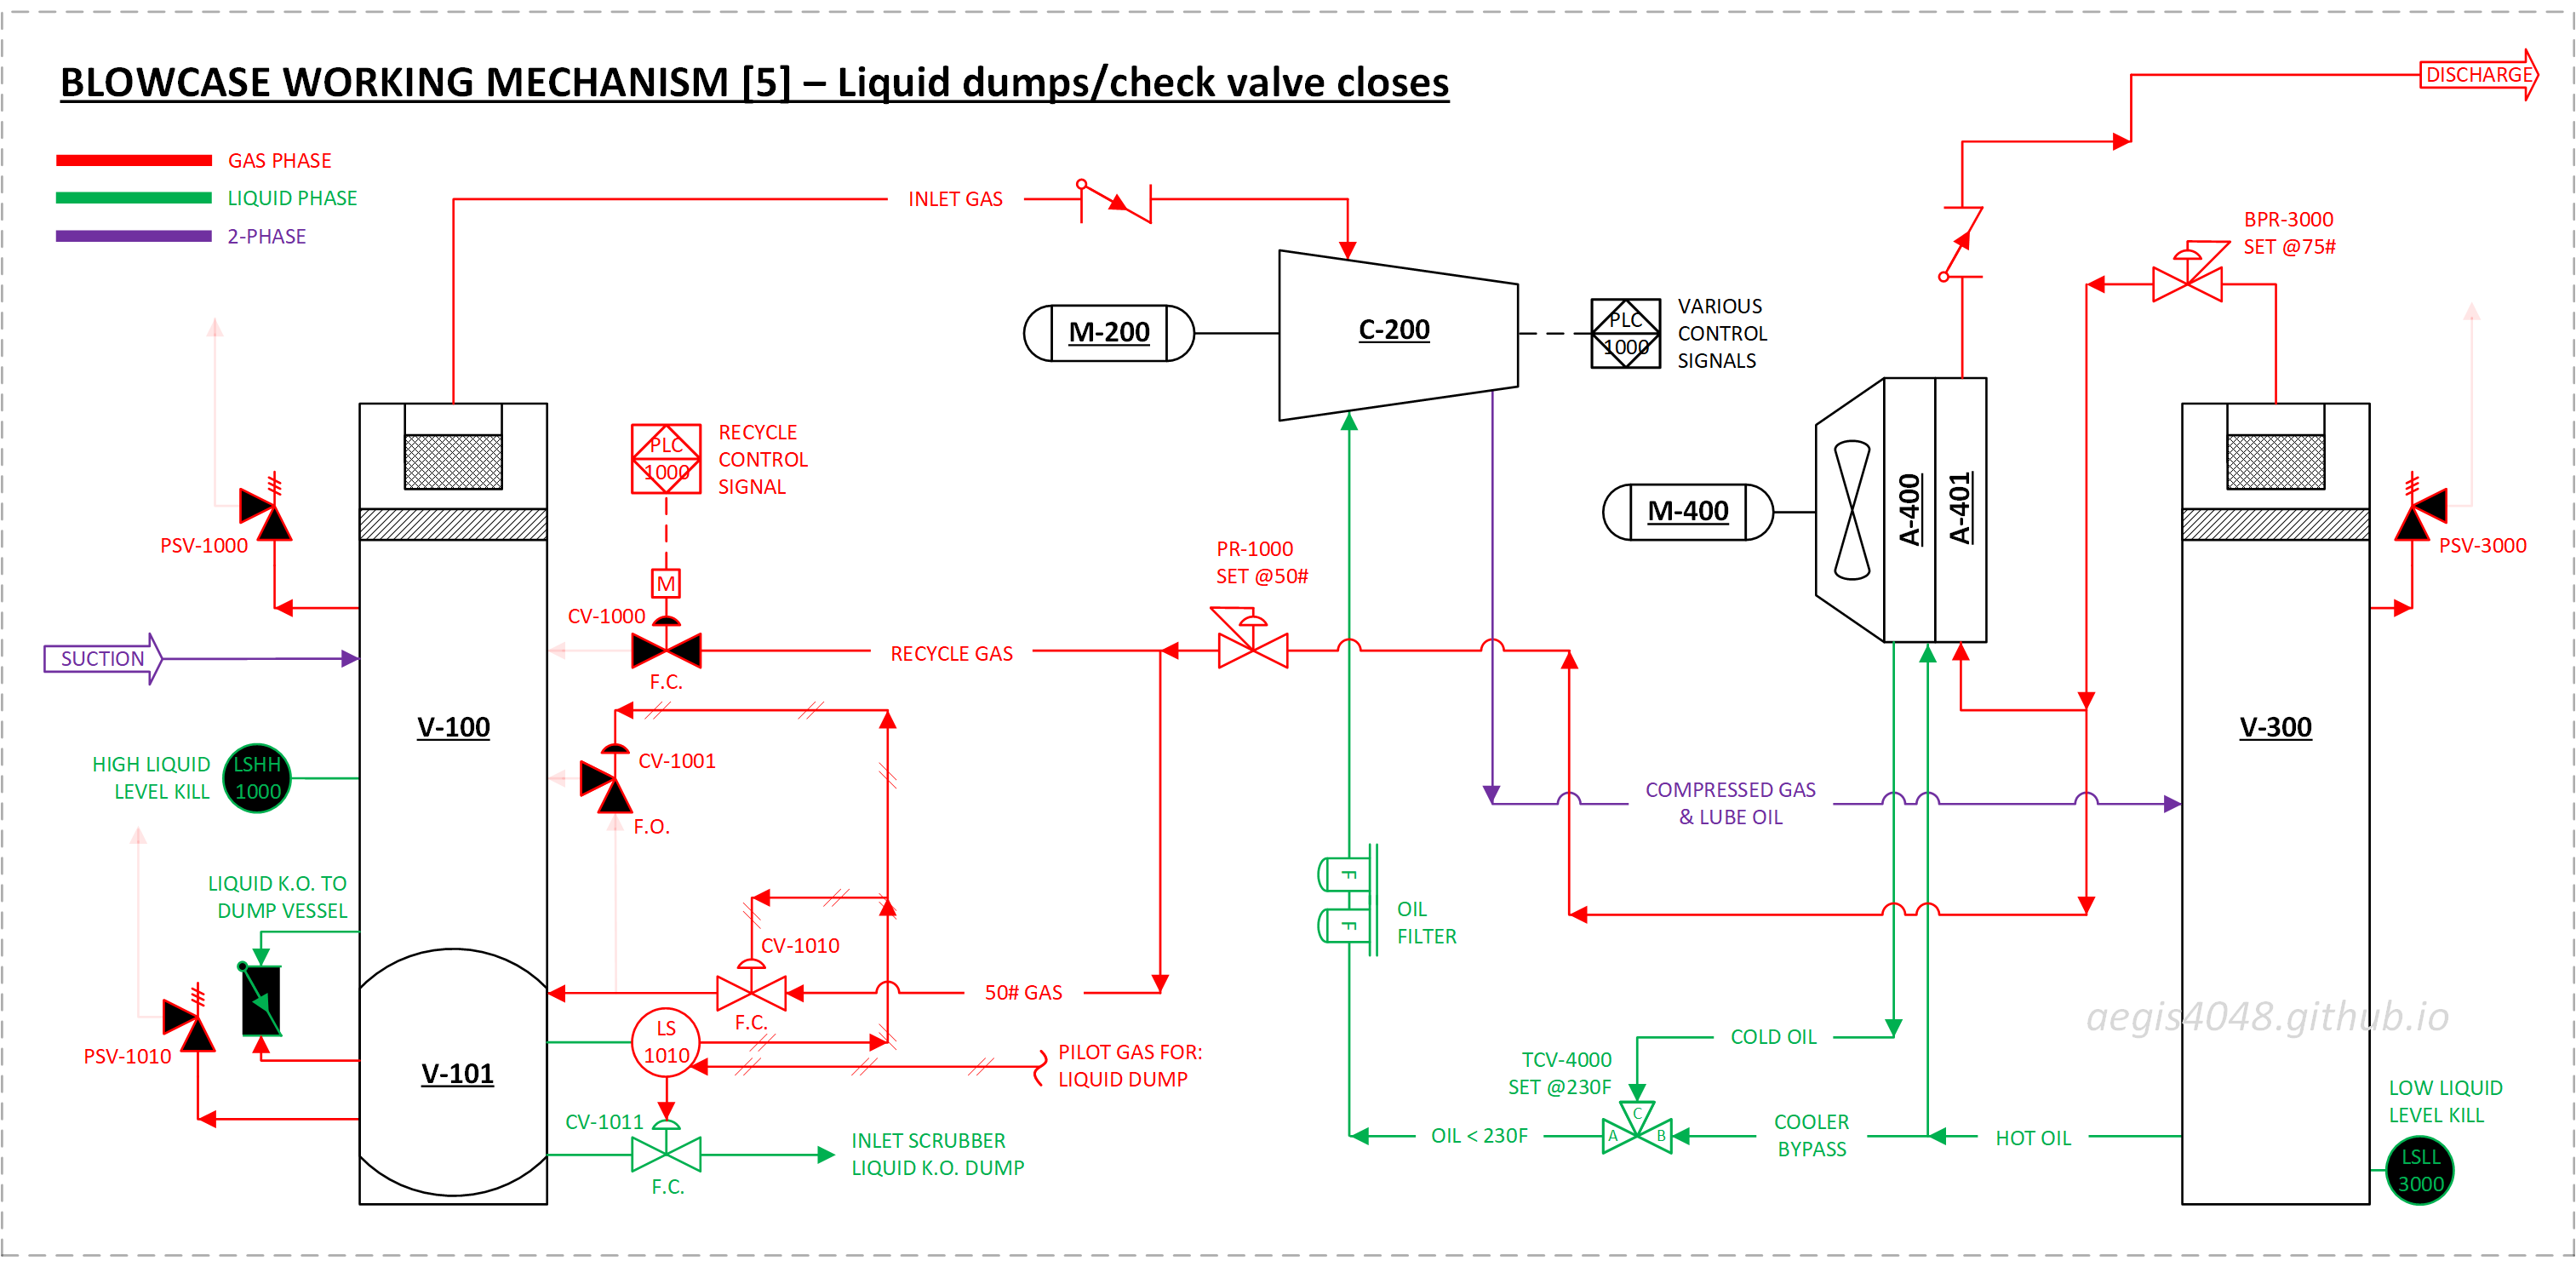 BLOWCASE WORKING MECHANISM [5] – Liquid dumps/check valve closes
DISCHARGE
GAS PHASE
LIQUID PHASE
2-PHASE
INLET GAS
BPR-3000
SET @75#
M-200
C-200
PLC
1000
VARIOUS
CONTROL
SIGNALS
PLC
1000
RECYCLE
CONTROL
SIGNAL
M-400
A-400
A-401
PSV-1000
PSV-3000
PR-1000
SET @50#
CV-1000
M
F.C.
RECYCLE GAS
SUCTION
V-100
V-300
HIGH LIQUID
LEVEL KILL
LSHH
1000
CV-1001
F.O.
COMPRESSED GAS
& LUBE OIL
LIQUID K.O. TO
DUMP VESSEL
F
F
OIL
FILTER
CV-1010
F.C.
50# GAS
aegis4048.github.io
PSV-1010
V-101
LS
1010
PILOT GAS FOR:
LIQUID DUMP
COLD OIL
TCV-4000
SET @230F
C
A
B
CV-1011
F.C.
INLET SCRUBBER
LIQUID K.O. DUMP
OIL < 230F
COOLER
BYPASS
HOT OIL
LOW LIQUID
LEVEL KILL
LSLL
3000